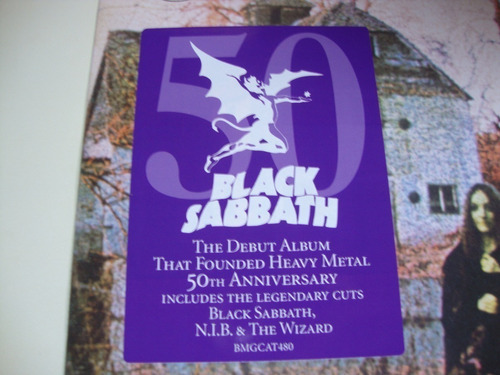 50
BLACK
SABBATH
THE DEBUT ALBUM
THAT FOUNDED HEAVY METAL
50TH ANNIVERSARY
INCLUDES THE LEGENDARY CUTS
BLACK SABBATH,
N.I.B. & THE WIZARD
BMGCAT480